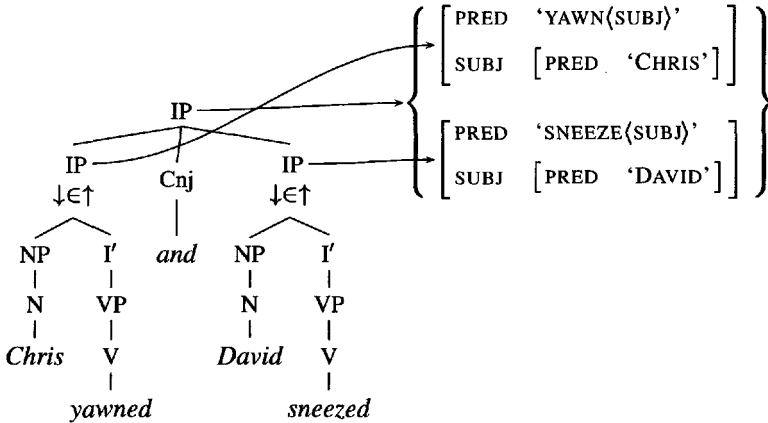 PRED ‘YAWN⟨SUBJ⟩’
SUBJ [PRED ‘CHRIS’]
IP
PRED ‘SNEEZE⟨SUBJ⟩’
IP Cnj IP
SUBJ [PRED ‘DAVID’]
↓∈↑ ↓∈↑
NP I′ and NP I′
N VP N VP
Chris V David V
yawned sneezed